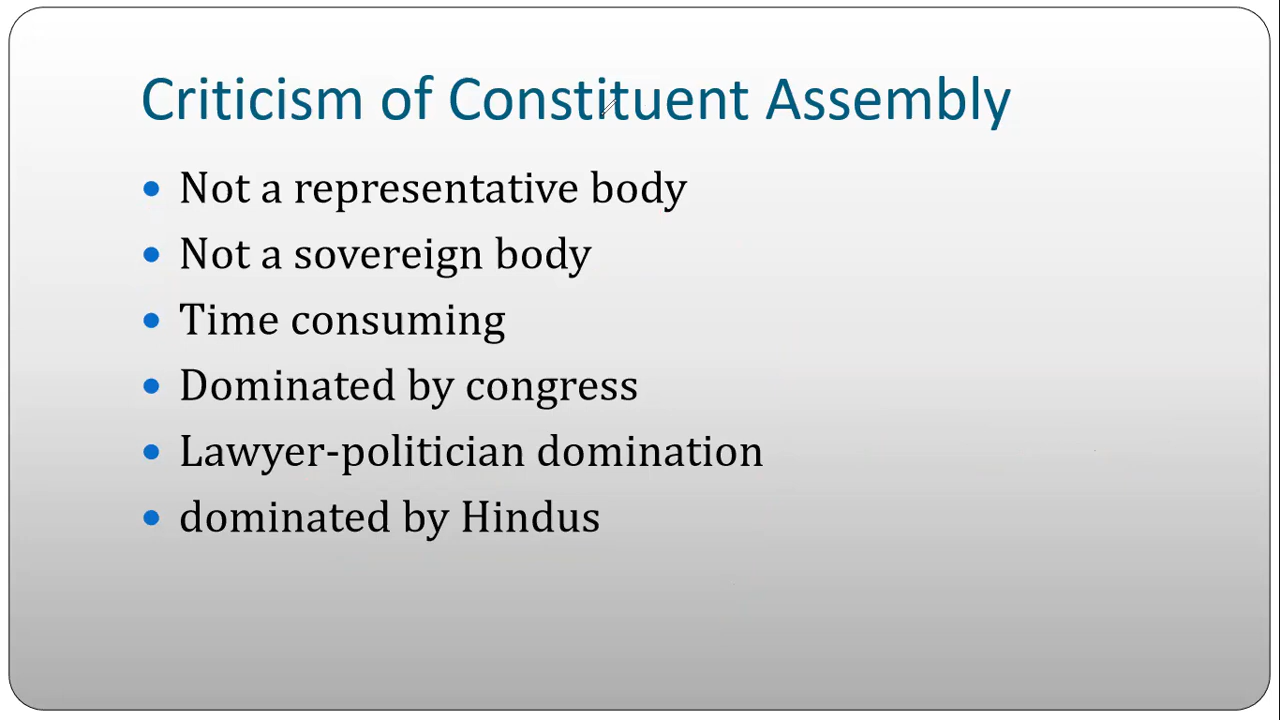 Criticism of Constituent Assembly
• Not a representative body
• Not a sovereign body
• Time consuming
• Dominated by congress
• Lawyer-politician domination
• dominated by Hindus